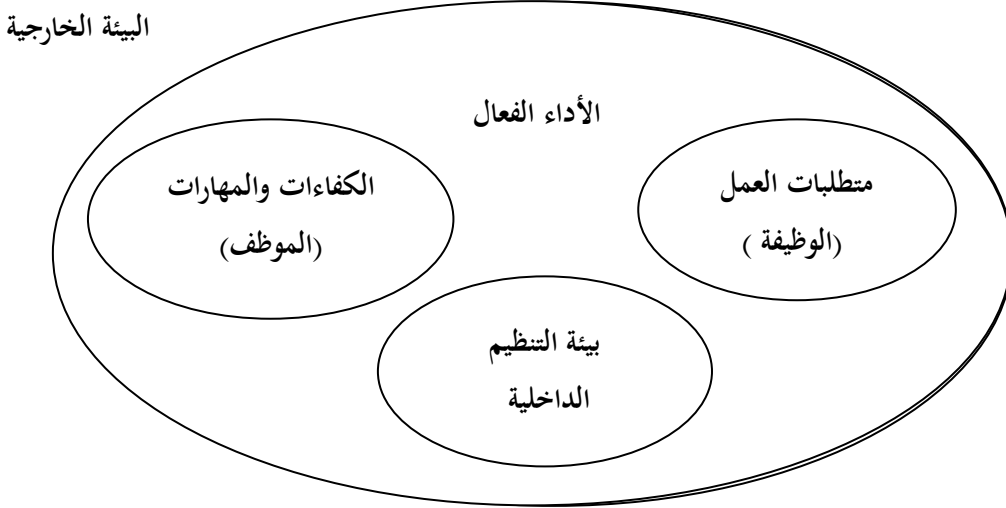 البيئة الخارجية
الأداء الفعال
متطلبات العمل
(الوظيفة )
الكفاءات والمهارات
(الموظف)
بيئة التنظيم
الداخلية